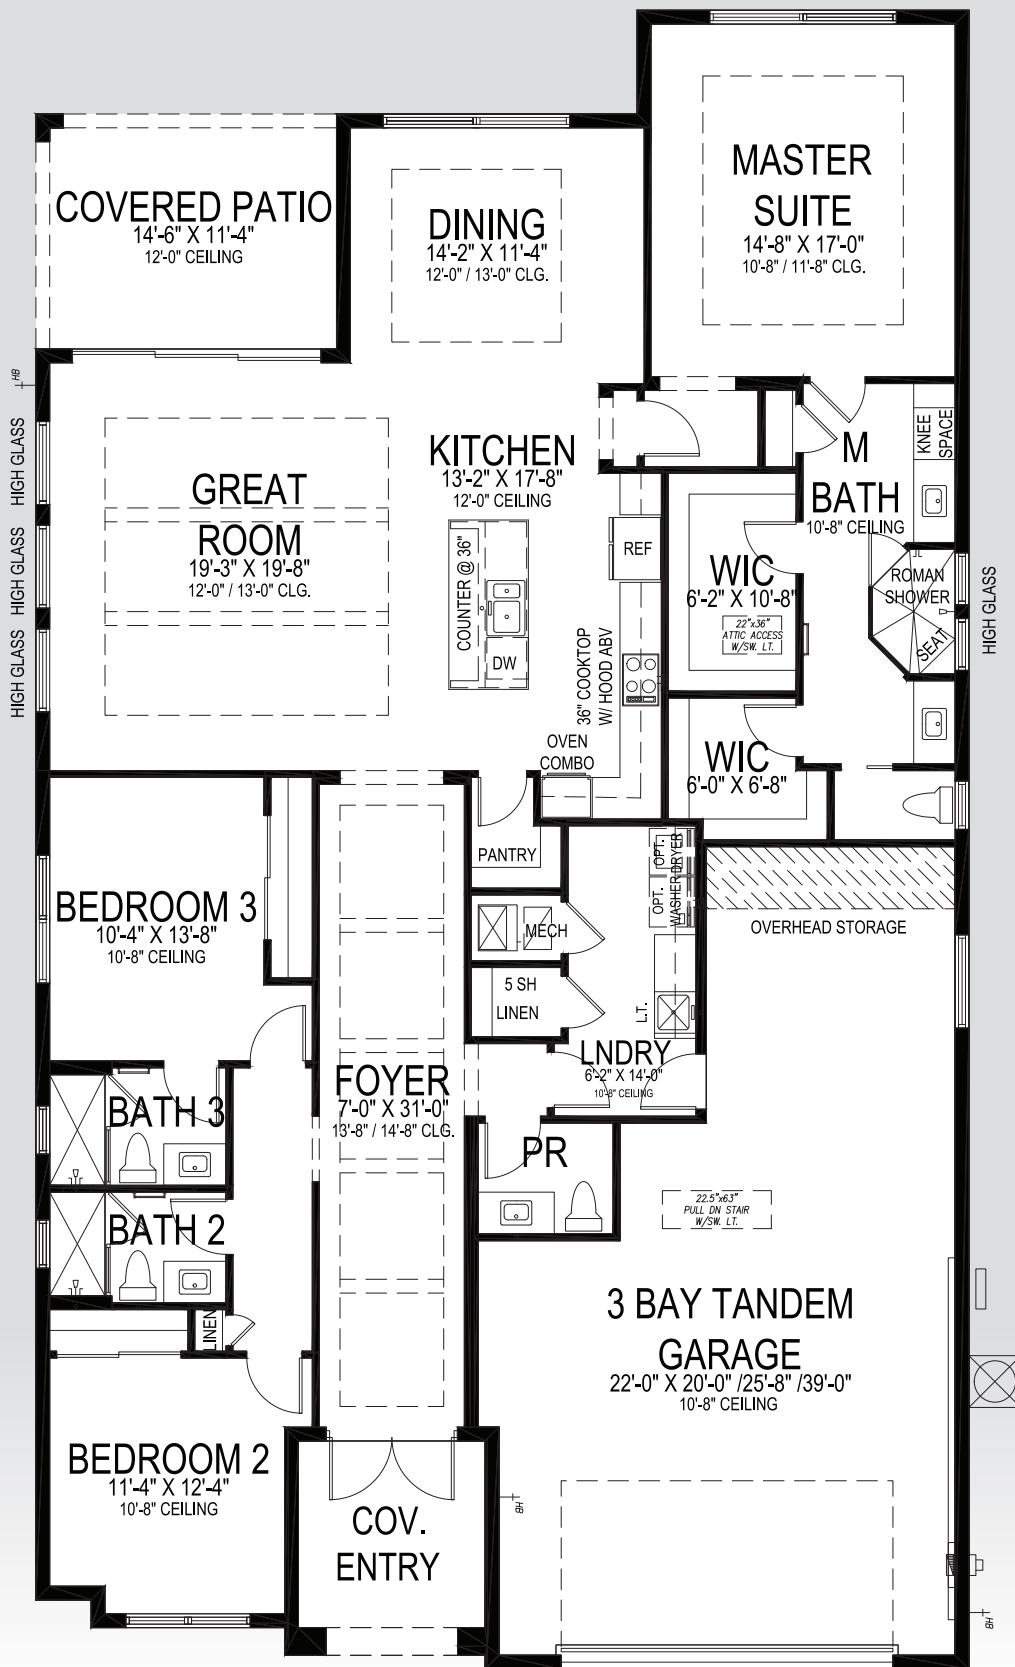 MASTER
SUITE
14'-8" X 17'-0"
10'-8" / 11'-8" CLG.
COVERED PATIO
14'-6" X 11'-4"
12'-0" CEILING
DINING
14'-2" X 11'-4"
12'-0" / 13'-0" CLG.
HB
HIGH GLASS
HIGH GLASS
HIGH GLASS
GREAT
ROOM
19'-3" X 19'-8"
12'-0" / 13'-0" CLG.
KITCHEN
13'-2" X 17'-8"
12'-0" CEILING
COUNTER @ 36"
DW
REF
36" COOKTOP
W/ HOOD ABV
OVEN
COMBO
M
BATH
10'-8" CEILING
KNEE
SPACE
ROMAN
SHOWER
SEAT
HIGH GLASS
WIC
6'-2" X 10'-8"
22"x36"
ATTIC ACCESS
W/SW. LT.
WIC
6'-0" X 6'-8"
PANTRY
OPT.
OPT.
WASHER DRYER
OVERHEAD STORAGE
BEDROOM 3
10'-4" X 13'-8"
10'-8" CEILING
MECH
5 SH
LINEN
L.T.
LNDRY
6'-2" X 14'-0"
10'-8" CEILING
FOYER
7'-0" X 31'-0"
13'-8" / 14'-8" CLG.
BATH 3
PR
BATH 2
22.5"x63"
PULL DN STAIR
W/SW. LT.
LINEN
3 BAY TANDEM
GARAGE
22'-0" X 20'-0" /25'-8" /39'-0"
10'-8" CEILING
BEDROOM 2
11'-4" X 12'-4"
10'-8" CEILING
COV.
ENTRY
HB
HB